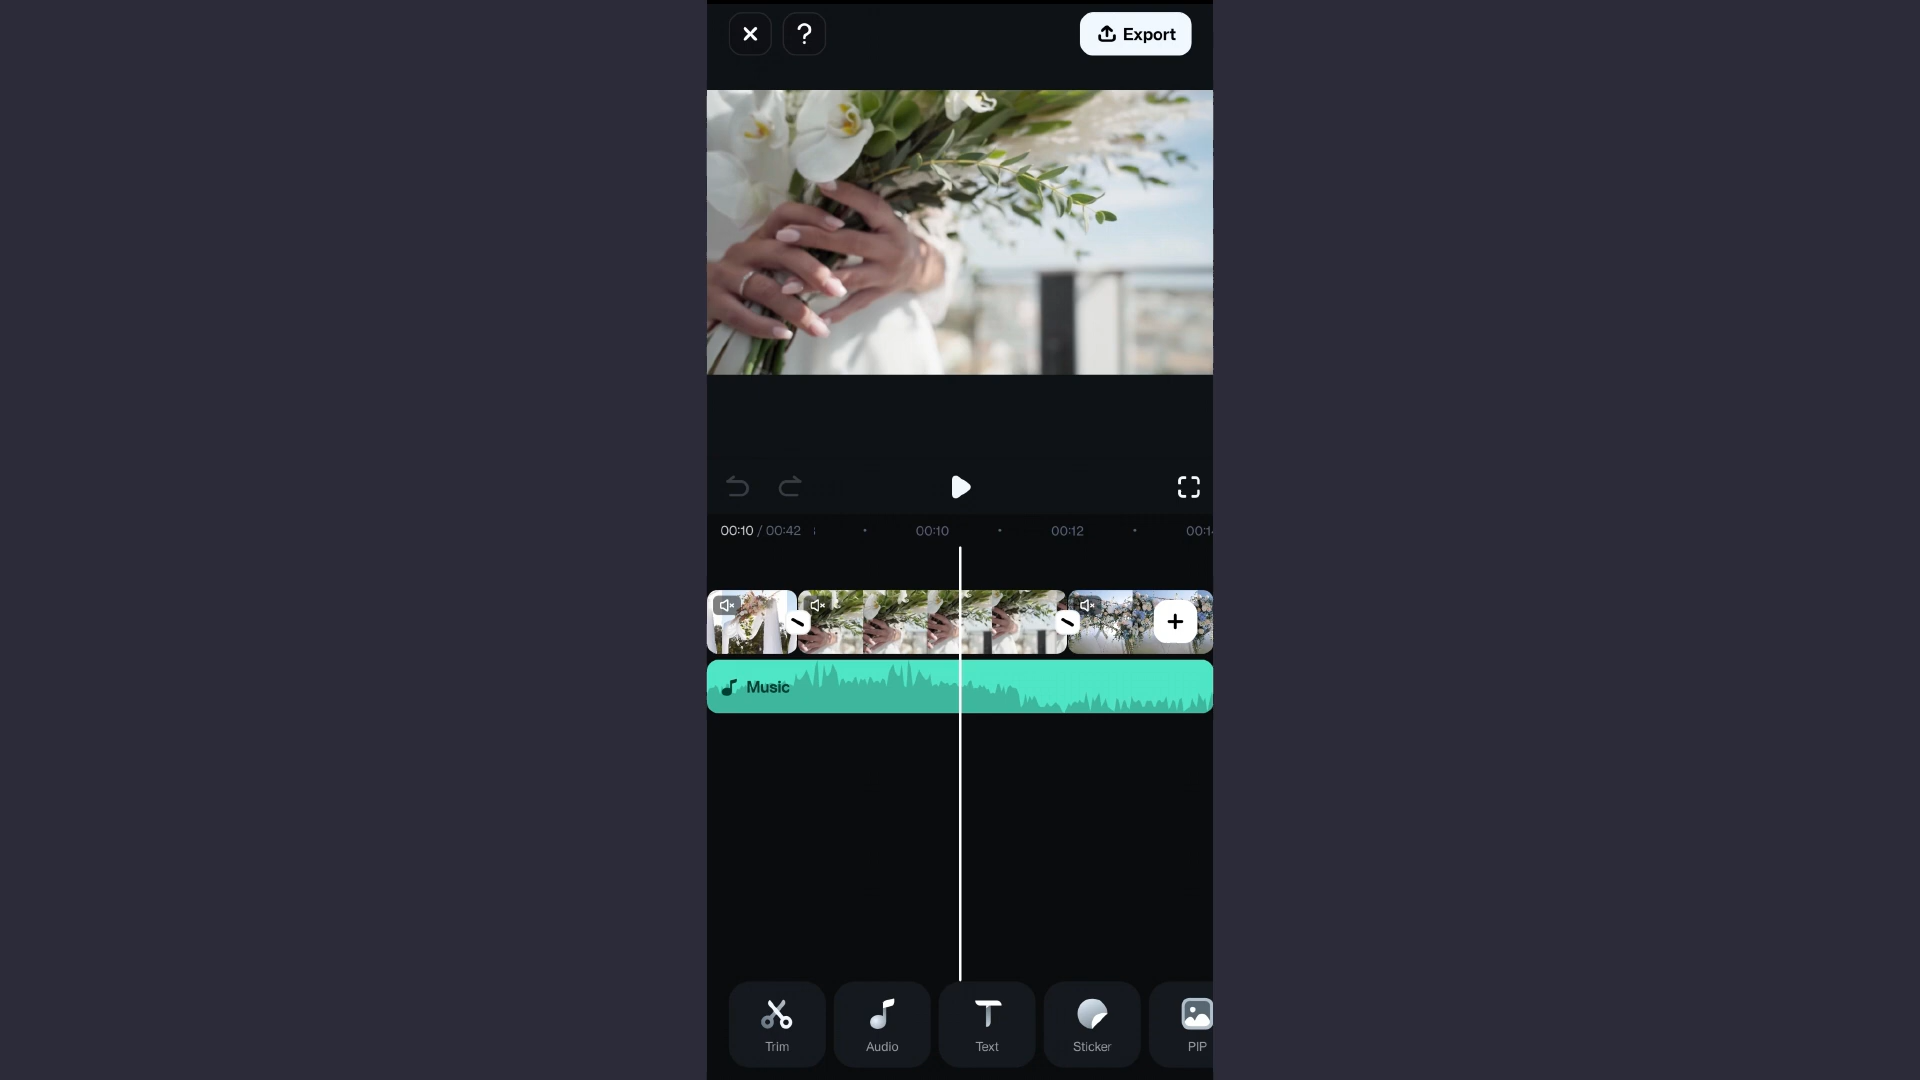 Export
00:10 / 00:42
00:10
00:12
Music
Trim
Audio
Text
Sticker
PIP